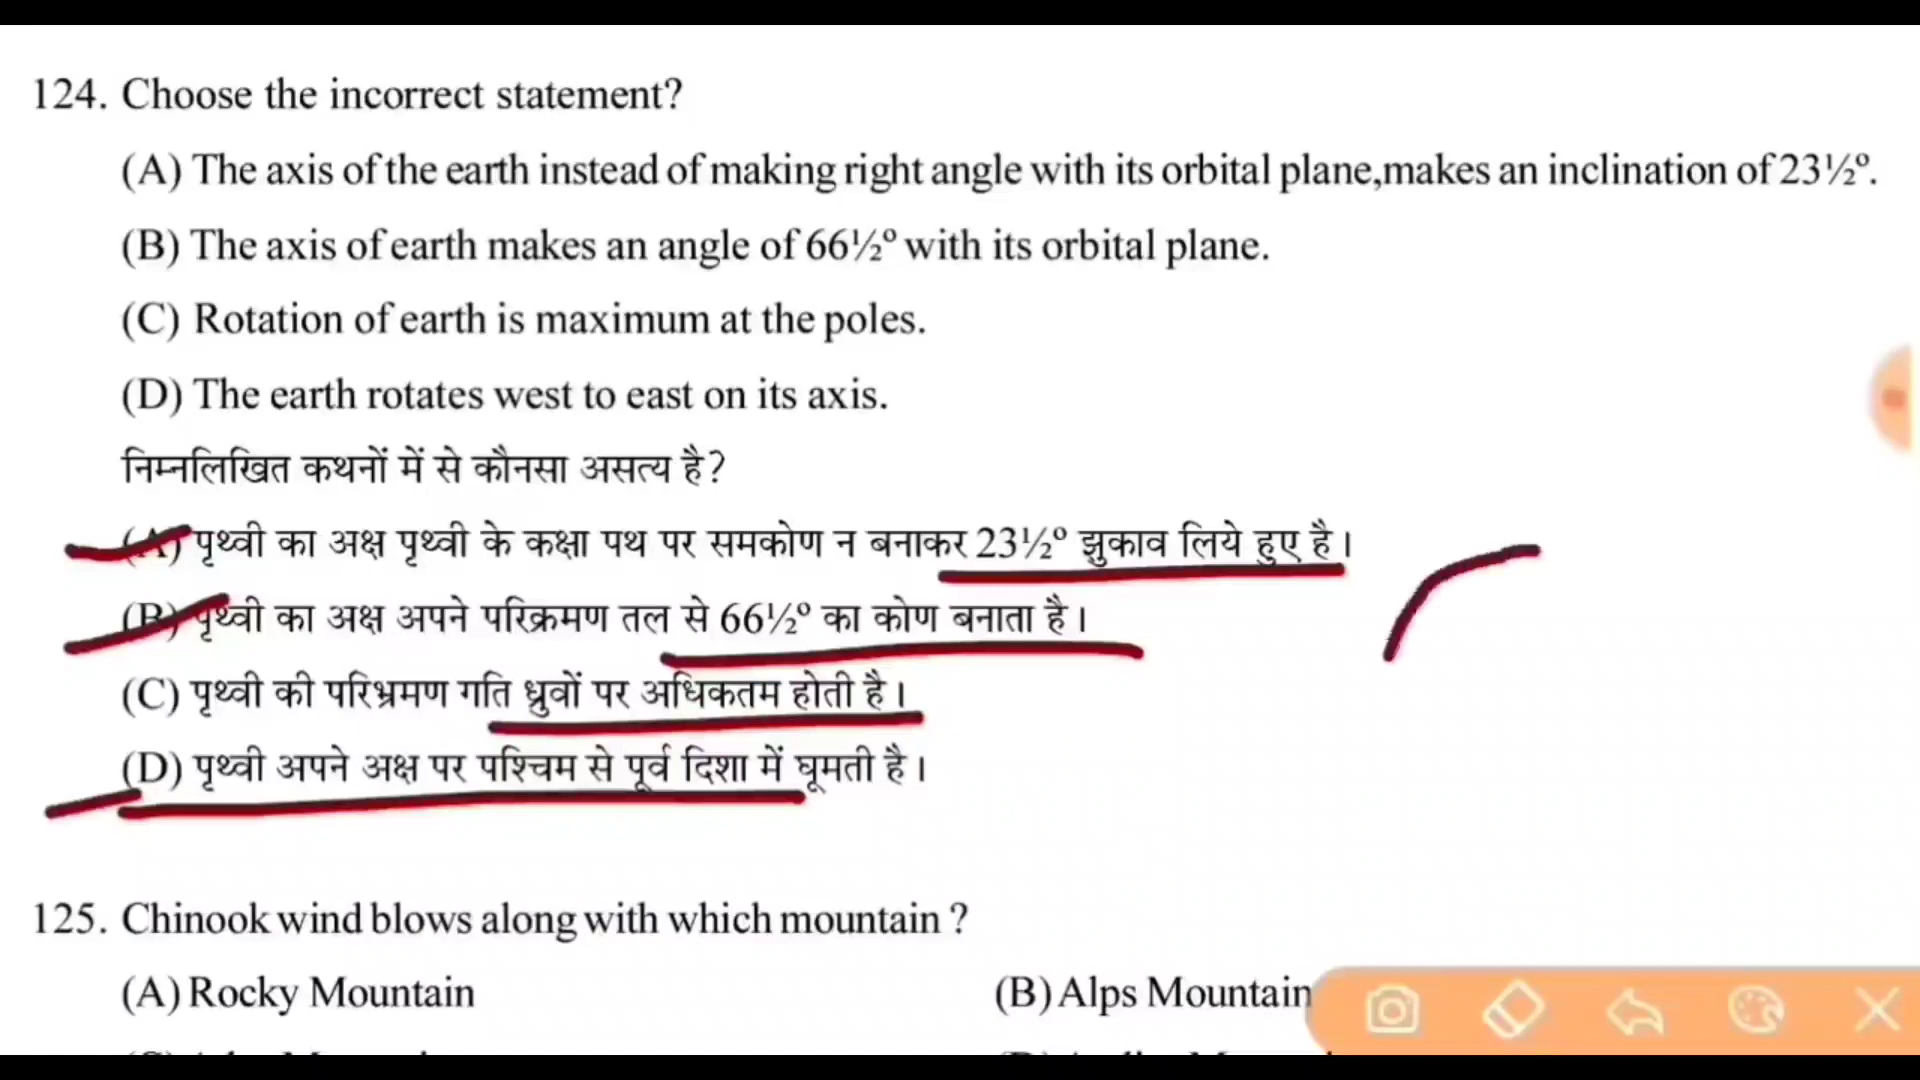 124. Choose the incorrect statement?
(A) The axis of the earth instead of making right angle with its orbital plane,makes an inclination of 23½º.
(B) The axis of earth makes an angle of 66½º with its orbital plane.
(C) Rotation of earth is maximum at the poles.
(D) The earth rotates west to east on its axis.
निम्नलिखित कथनों में से कौनसा असत्य है?
(A) पृथ्वी का अक्ष पृथ्वी के कक्षा पथ पर समकोण न बनाकर 23½º झुकाव लिये हुए है।
(B) पृथ्वी का अक्ष अपने परिक्रमण तल से 66½º का कोण बनाता है।
(C) पृथ्वी की परिभ्रमण गति ध्रुवों पर अधिकतम होती है।
(D) पृथ्वी अपने अक्ष पर पश्चिम से पूर्व दिशा में घूमती है।
125. Chinook wind blows along with which mountain ?
(A) Rocky Mountain (B) Alps Mountain